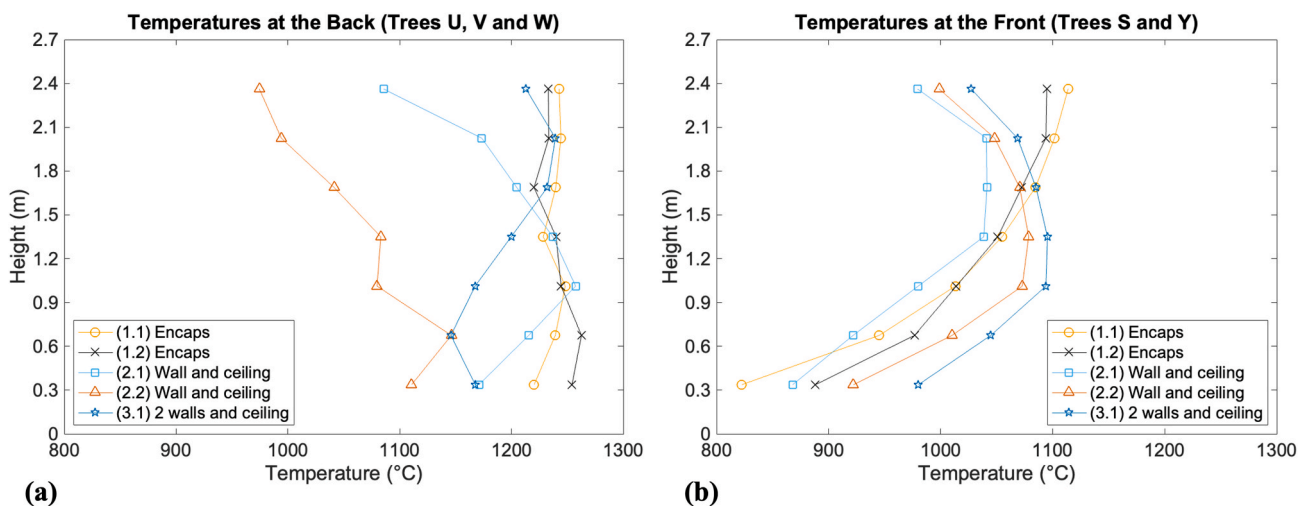 Temperatures at the Back (Trees U, V and W)
2.7
2.4
2.1
1.8
1.5
1.2
0.9
0.6
0.3
0
Height (m)
(1.1) Encaps
(1.2) Encaps
(2.1) Wall and ceiling
(2.2) Wall and ceiling
(3.1) 2 walls and ceiling
800 900 1000 1100 1200 1300
Temperature (°C)
(a)
Temperatures at the Front (Trees S and Y)
2.7
2.4
2.1
1.8
1.5
1.2
0.9
0.6
0.3
0
Height (m)
(1.1) Encaps
(1.2) Encaps
(2.1) Wall and ceiling
(2.2) Wall and ceiling
(3.1) 2 walls and ceiling
800 900 1000 1100 1200 1300
Temperature (°C)
(b)